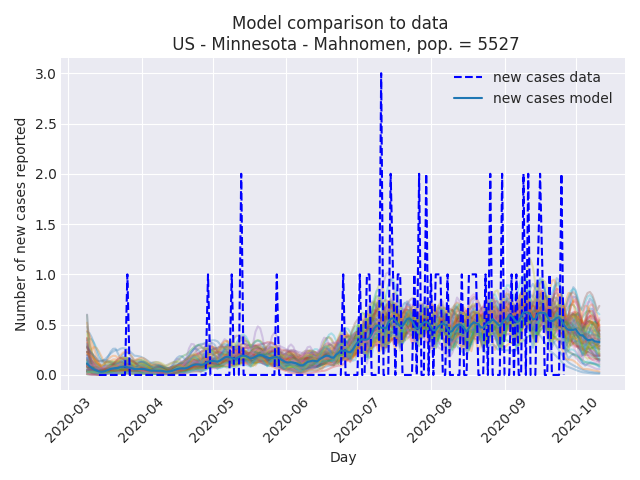 Model comparison to data
US - Minnesota - Mahnomen, pop. = 5527
new cases data
new cases model
Number of new cases reported
3.0
2.5
2.0
1.5
1.0
0.5
0.0
2020-03
2020-04
2020-05
2020-06
2020-07
2020-08
2020-09
2020-10
Day